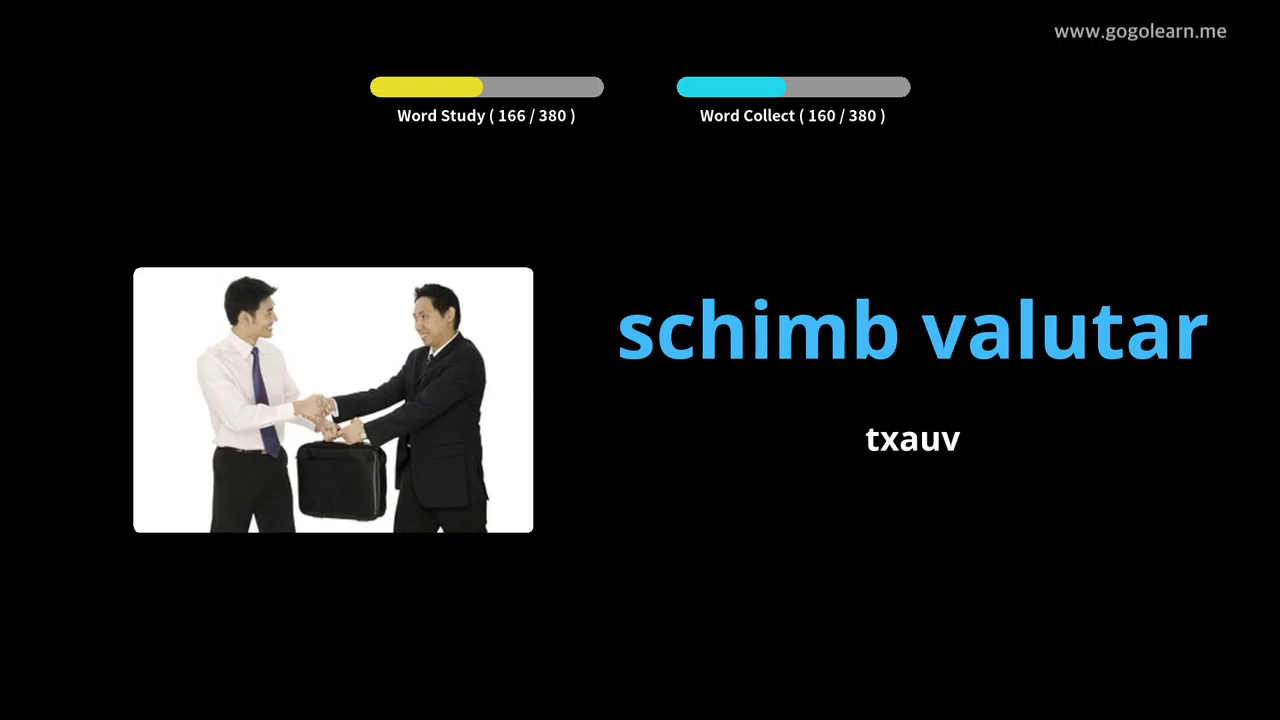 www.gogolearn.me
Word Study ( 166 / 380 )
Word Collect ( 160 / 380 )
schimb valutar
txauv